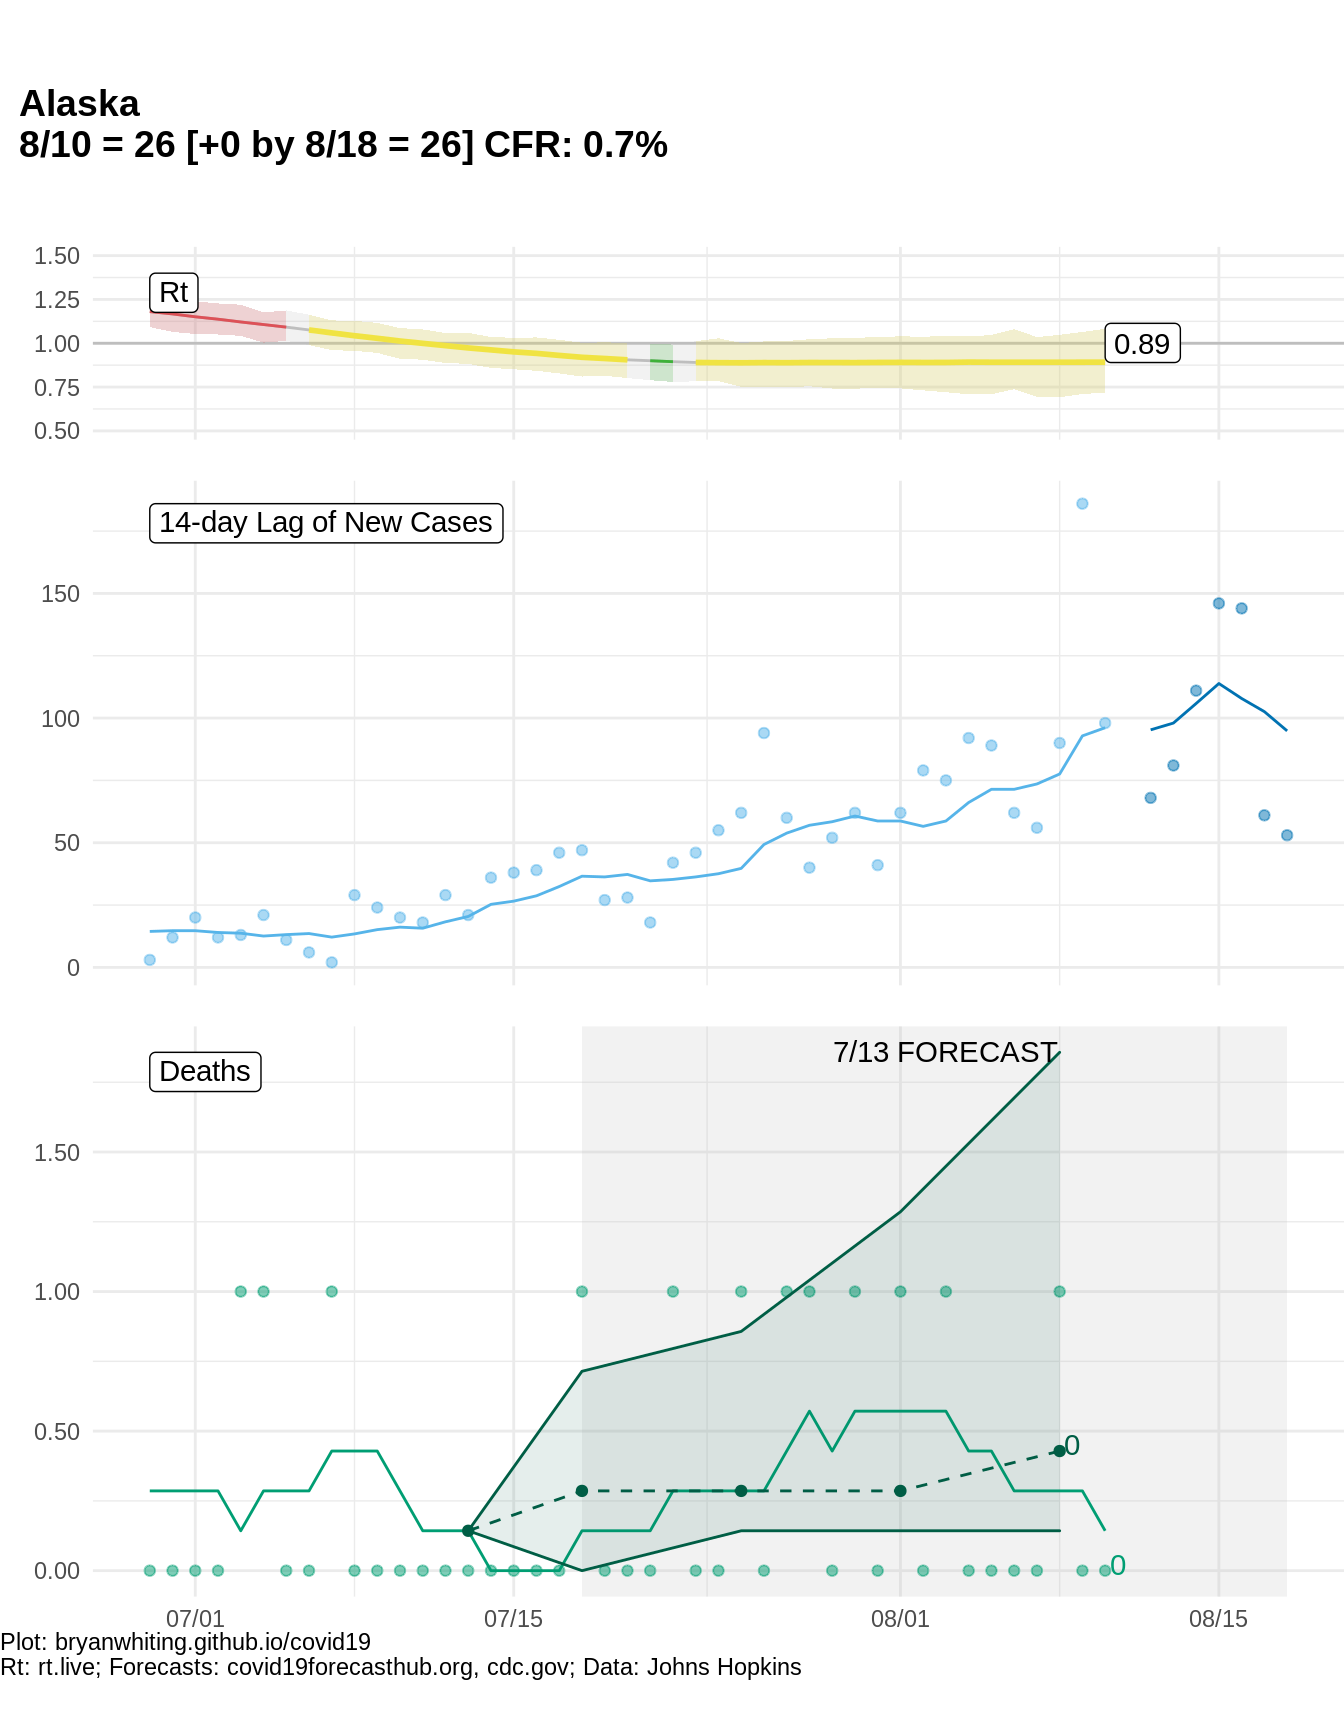 Alaska
8/10 = 26 [+0 by 8/18 = 26] CFR: 0.7%
1.50
1.25
1.00
0.75
0.50
Rt
0.89
14-day Lag of New Cases
150
100
50
0
Deaths
7/13 FORECAST
1.50
1.00
0.50
0.00
0
0
07/01
07/15
08/01
08/15
Plot: bryanwhiting.github.io/covid19
Rt: rt.live; Forecasts: covid19forecasthub.org, cdc.gov; Data: Johns Hopkins